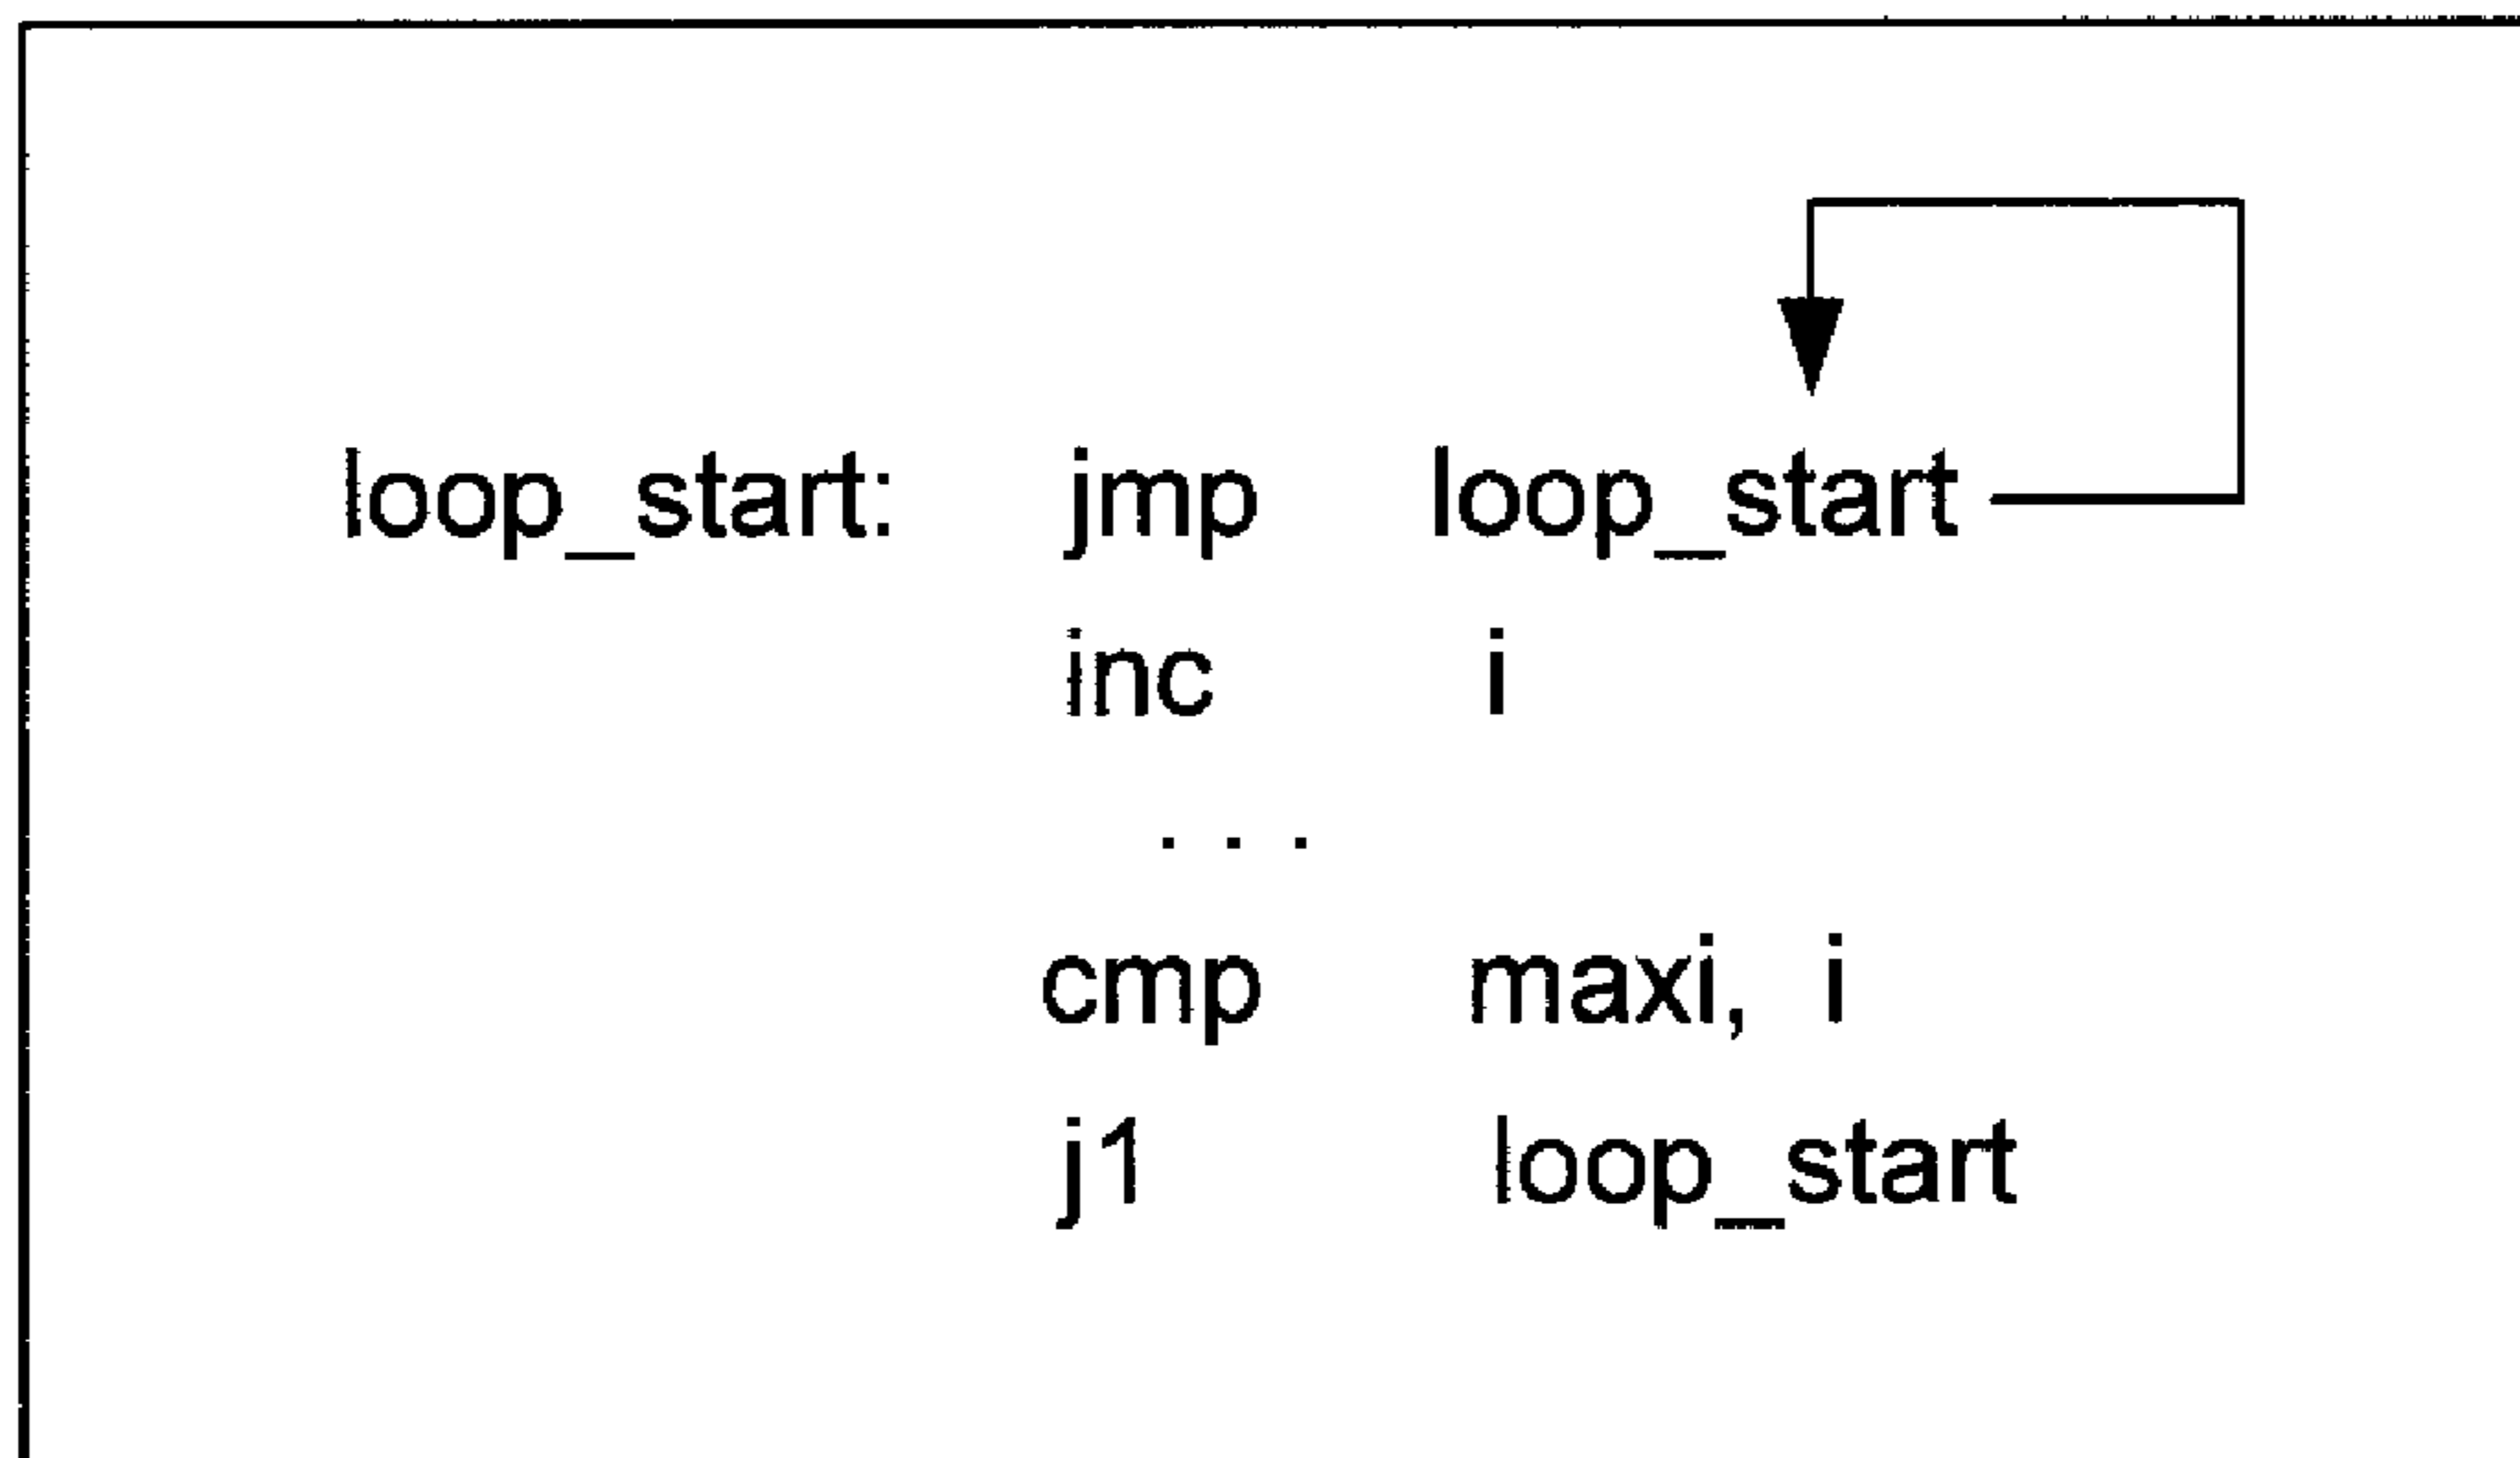 loop_start: jmp loop_start
inc i
. . .
cmp maxi, i
j1 loop_start